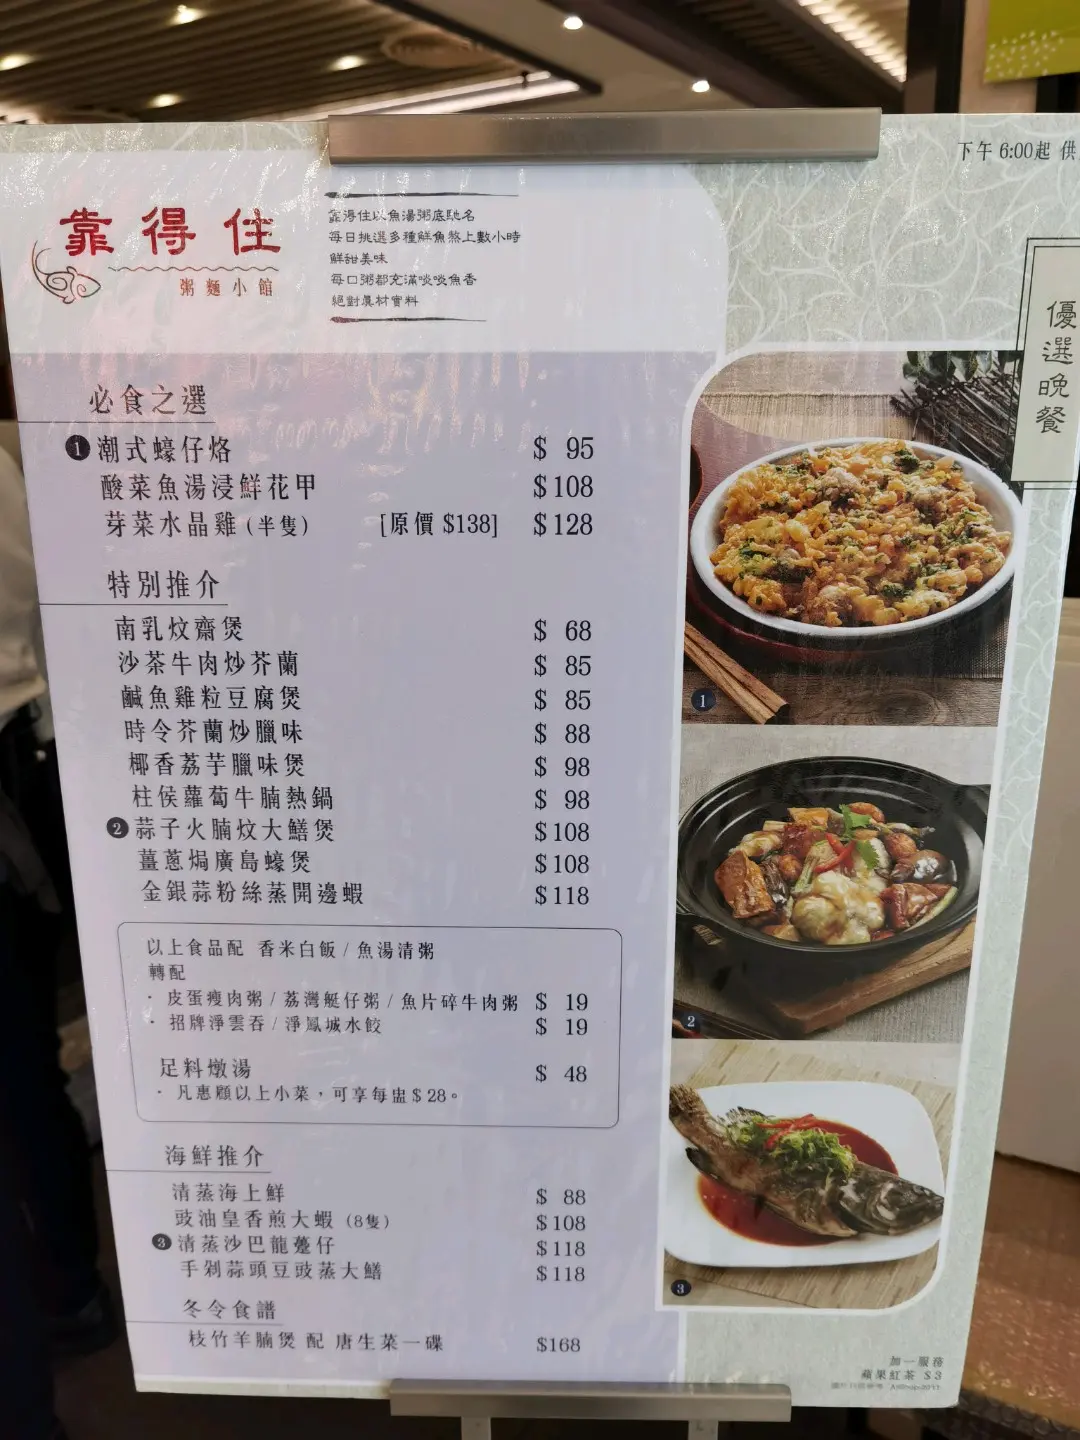 下午 6:00起 供
靠得住
粥麵小館
靠得住以魚湯粥底馳名
每日挑選多種鮮魚熬上數小時
鮮甜美味
每口粥都充滿啖啖魚香
絕對真材實料
優選晚餐
必食之選
1 潮式蠔仔烙 $ 95
酸菜魚湯浸鮮花甲 $108
芽菜水晶雞(半隻) [原價 $138] $128
特別推介
南乳炆齋煲 $ 68
沙茶牛肉炒芥蘭 $ 85
鹹魚雞粒豆腐煲 $ 85
時令芥蘭炒臘味 $ 88
椰香荔芋臘味煲 $ 98
柱侯蘿蔔牛腩熱鍋 $ 98
2 蒜子火腩炆大鱔煲 $108
薑蔥焗廣島蠔煲 $108
金銀蒜粉絲蒸開邊蝦 $118
以上食品配 香米白飯 / 魚湯清粥
轉配
· 皮蛋瘦肉粥 / 荔灣艇仔粥 / 魚片碎牛肉粥 $ 19
· 招牌淨雲吞 / 淨鳳城水餃 $ 19
足料燉湯 $ 48
· 凡惠顧以上小菜，可享每盅 $ 28。
海鮮推介
清蒸海上鮮 $ 88
豉油皇香煎大蝦 (8隻) $108
3 清蒸沙巴龍躉仔 $118
手剁蒜頭豆豉蒸大鱔 $118
冬令食譜
枝竹羊腩煲 配 唐生菜一碟 $168
1
2
3
加一服務
蘋果紅茶 $3